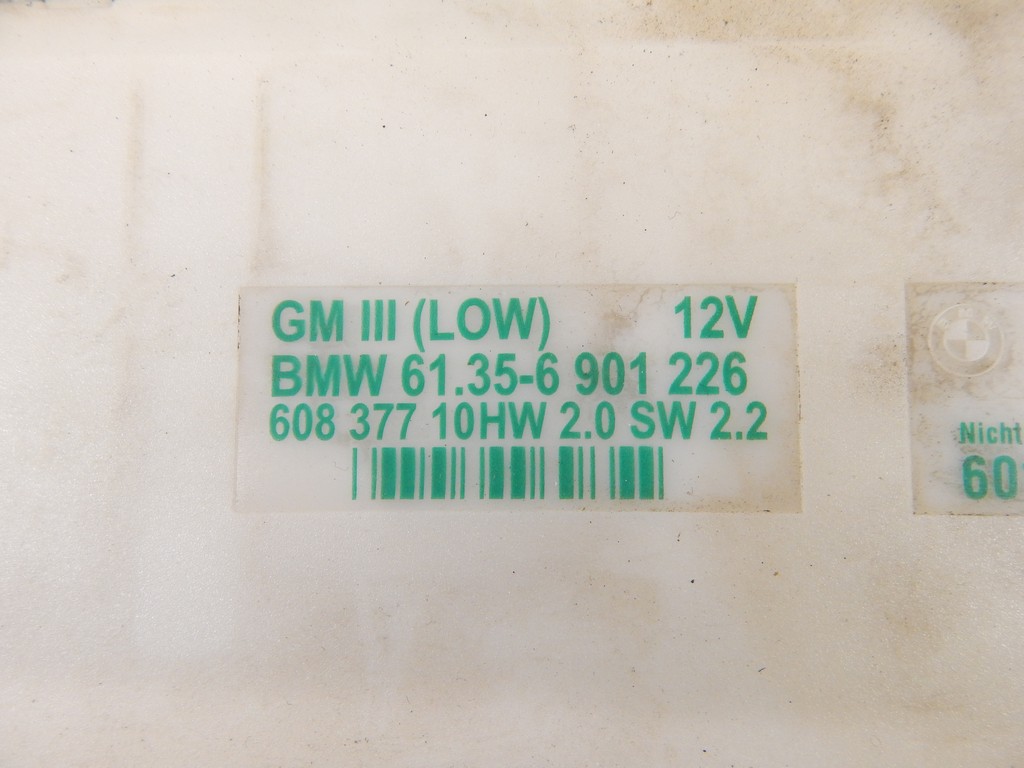 GM III (LOW) 12V
BMW 61.35-6 901 226
608 377 10HW 2.0 SW 2.2
Nicht
60